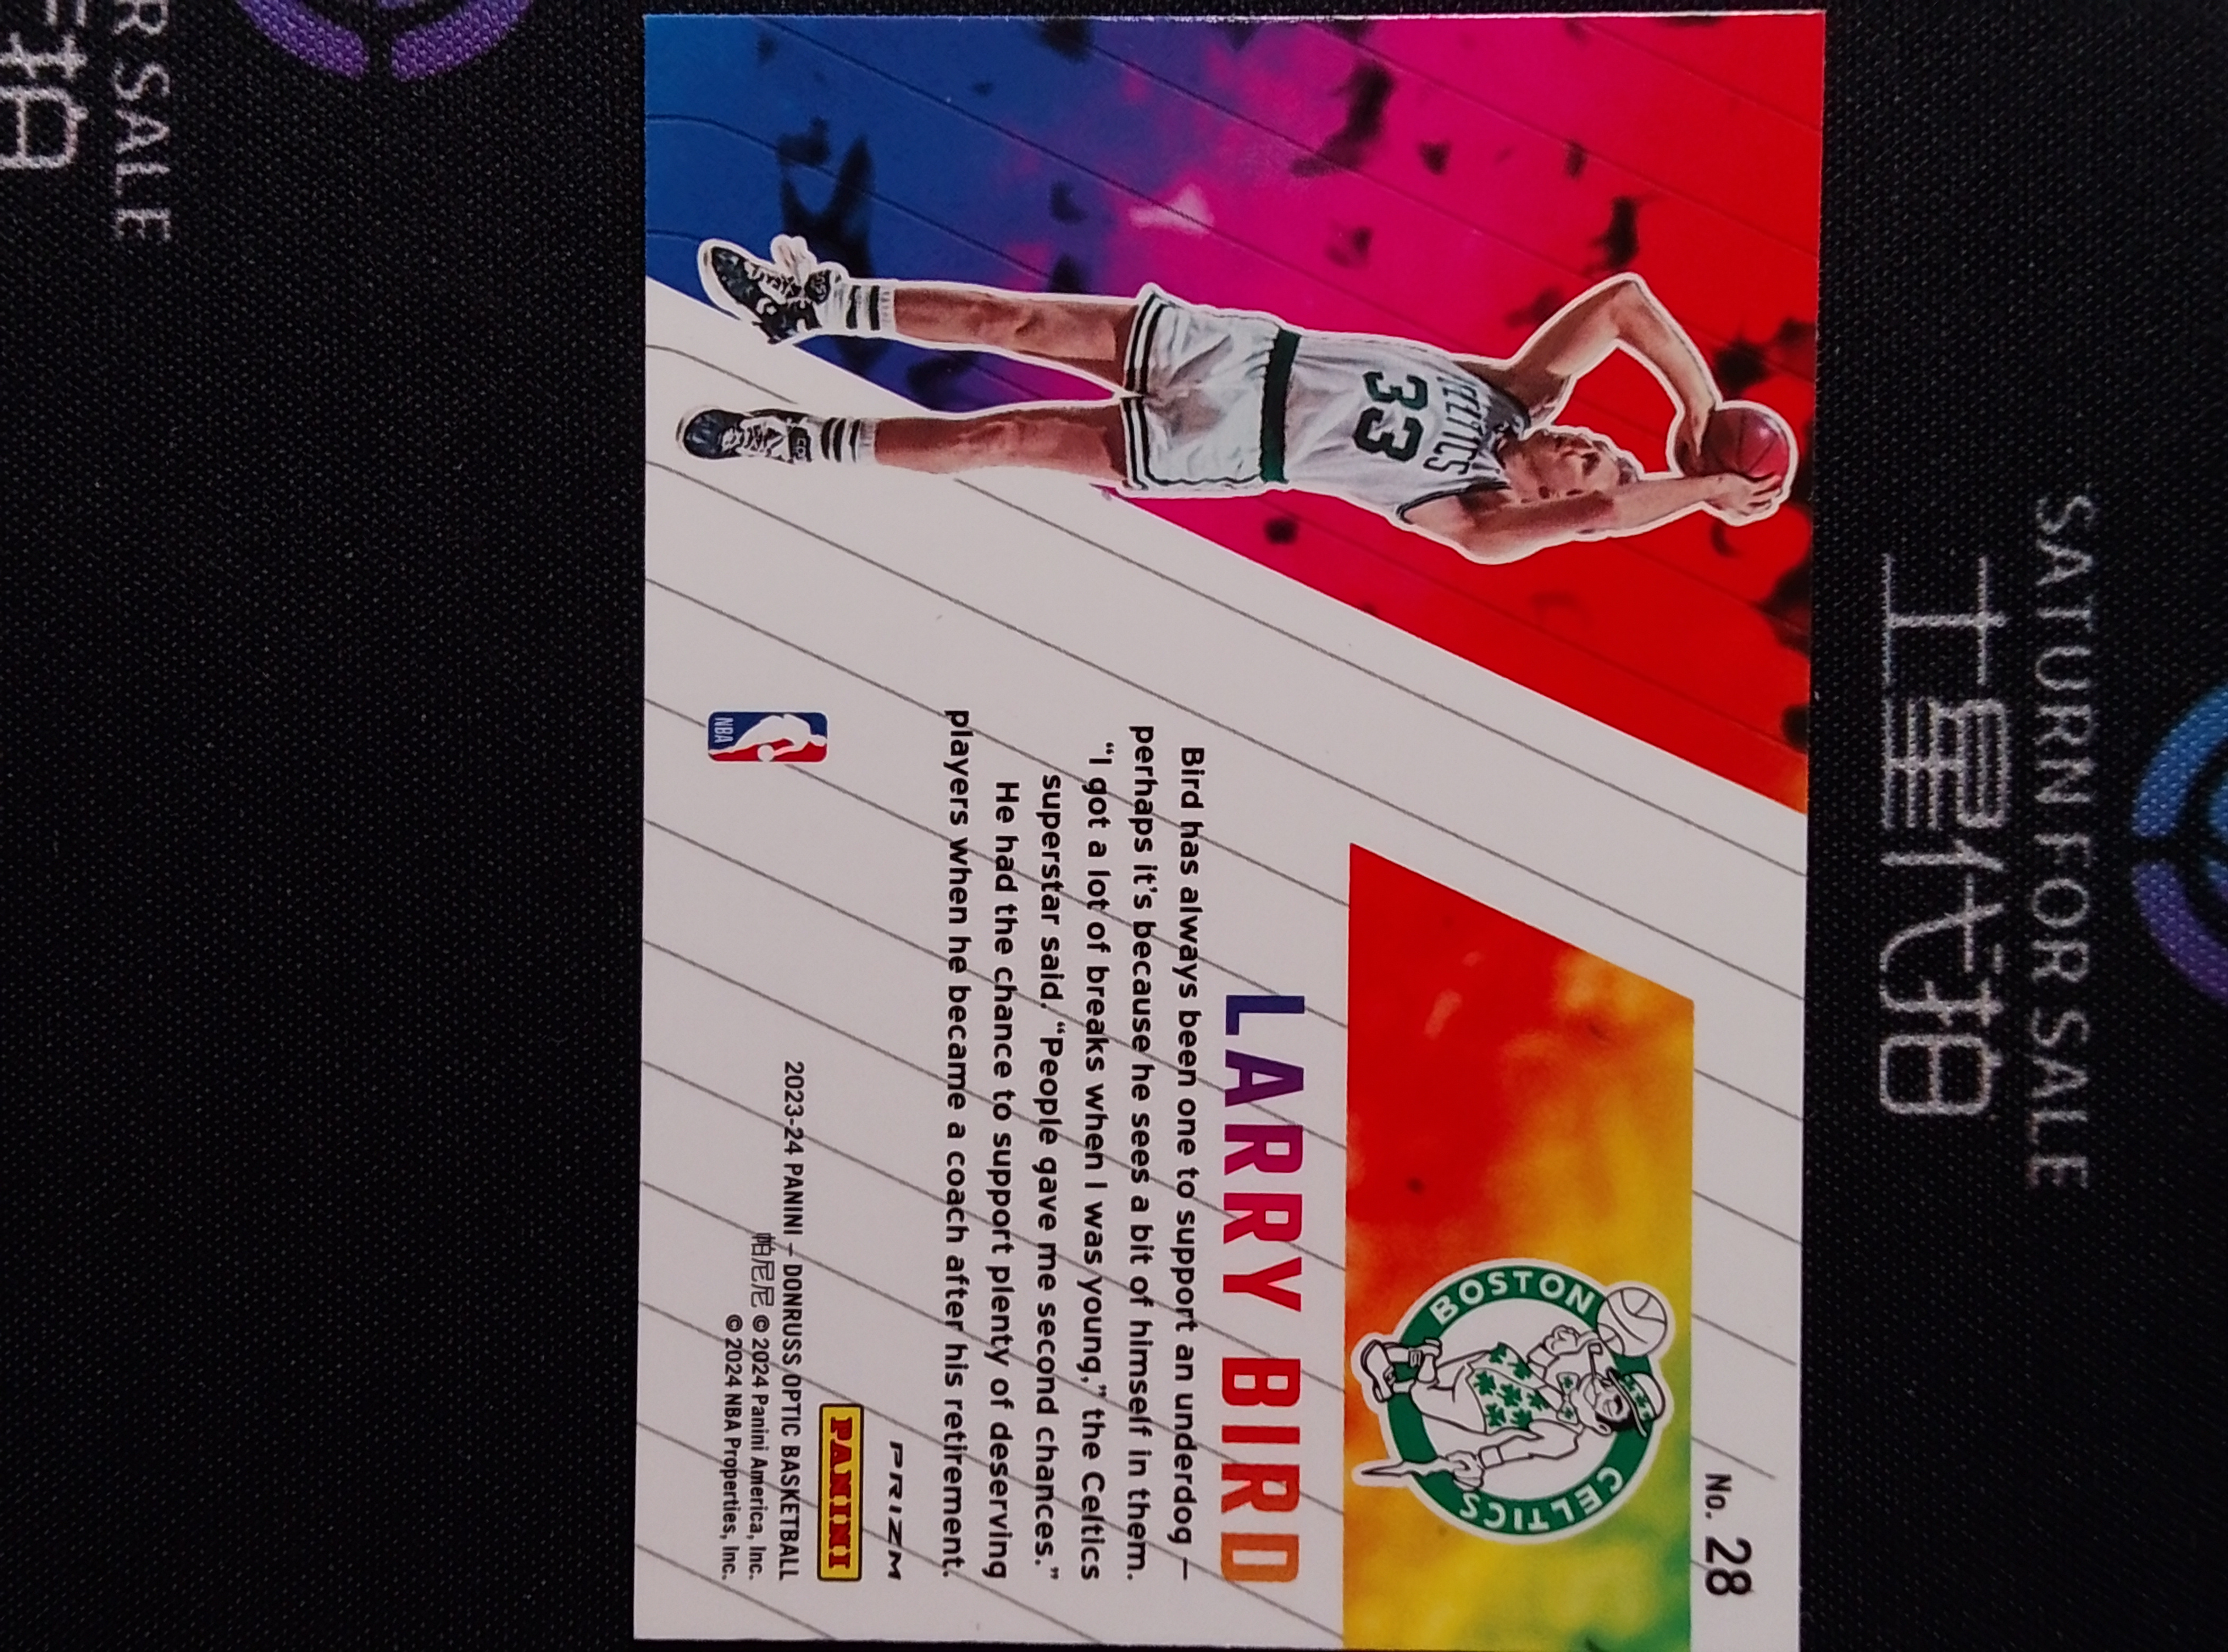 No. 28
BOSTON CELTICS
LARRY BIRD
Bird has always been one to support an underdog —
perhaps it's because he sees a bit of himself in them.
“I got a lot of breaks when I was young,” the Celtics
superstar said. “People gave me second chances.”
He had the chance to support plenty of deserving
players when he became a coach after his retirement.
CELTICS
33
NBA
PRIZM
PANINI
2023-24 PANINI – DONRUSS OPTIC BASKETBALL
帕尼尼 © 2024 Panini America, Inc.
© 2024 NBA Properties, Inc.
SATURN FOR SALE
土星代拍
R SALE
拍